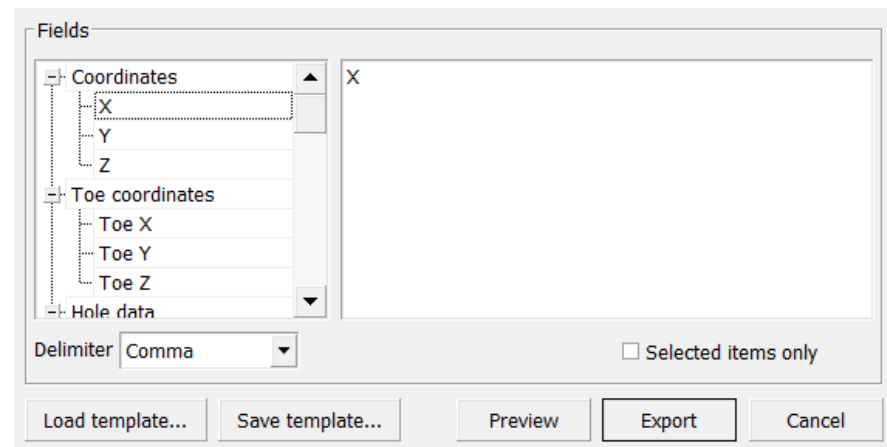 Fields
Coordinates
X
Y
Z
Toe coordinates
Toe X
Toe Y
Toe Z
Hole data
X
Delimiter Comma
Selected items only
Load template...
Save template...
Preview
Export
Cancel